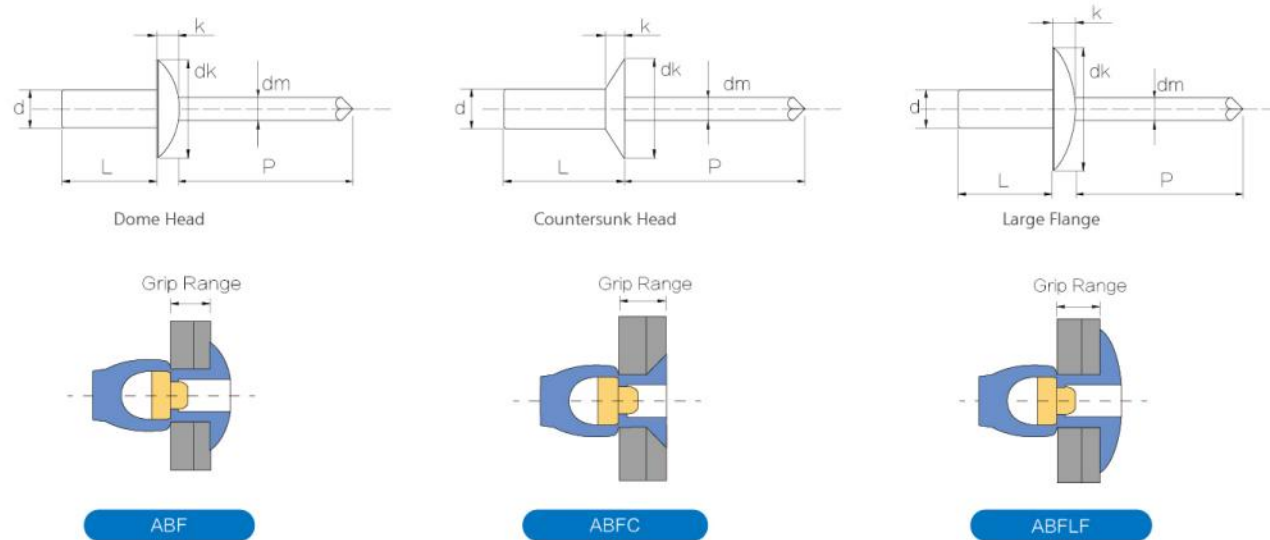 k
dk
dm
d
L
P
Dome Head
k
dk
dm
d
L
P
Countersunk Head
k
dk
dm
d
L
P
Large Flange
Grip Range
Grip Range
Grip Range
ABF
ABFC
ABFLF